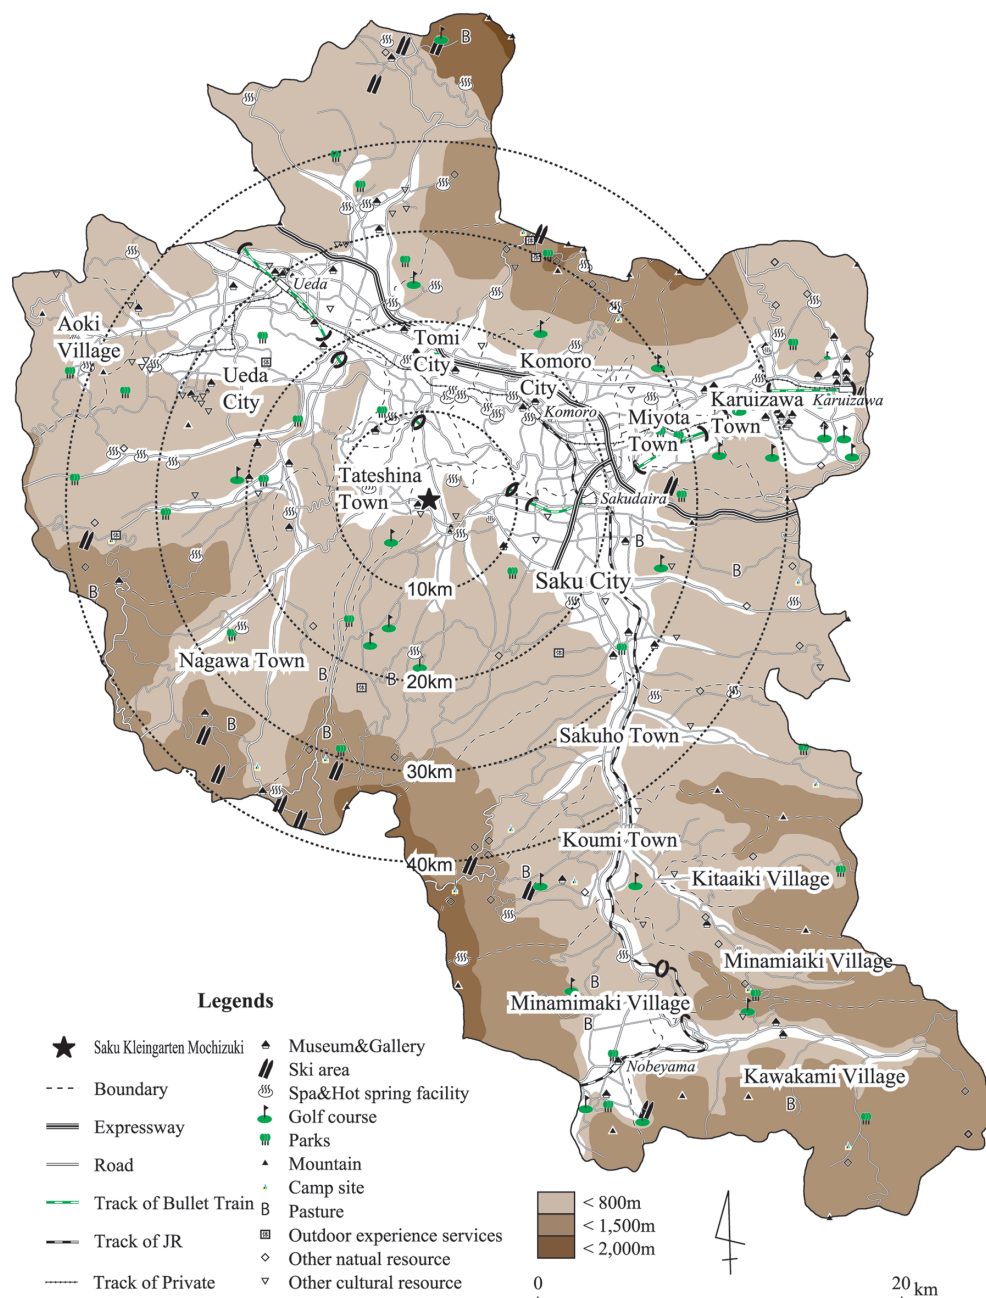 B
Ueda
Aoki
Village
Tomi
City
Komoro
City
Ueda
City
Komoro
Karuizawa
Town
Karuizawa
Miyota
Town
Tateshina
Town
Sakudaira
B
B
B
10km
Saku City
Nagawa Town
B
B
20km
B
B
Sakuho Town
30km
Koumi Town
40km
B
Kitaaiki Village
Minamiaiki Village
B
Minamimaki Village
B
Nobeyama
Kawakami Village
B
Legends
Saku Kleingarten Mochizuki
Boundary
Expressway
Road
Track of Bullet Train
Track of JR
Track of Private
Museum&Gallery
Ski area
Spa&Hot spring facility
Golf course
Parks
Mountain
Camp site
B Pasture
Outdoor experience services
Other natual resource
Other cultural resource
< 800m
< 1,500m
< 2,000m
0 20 km